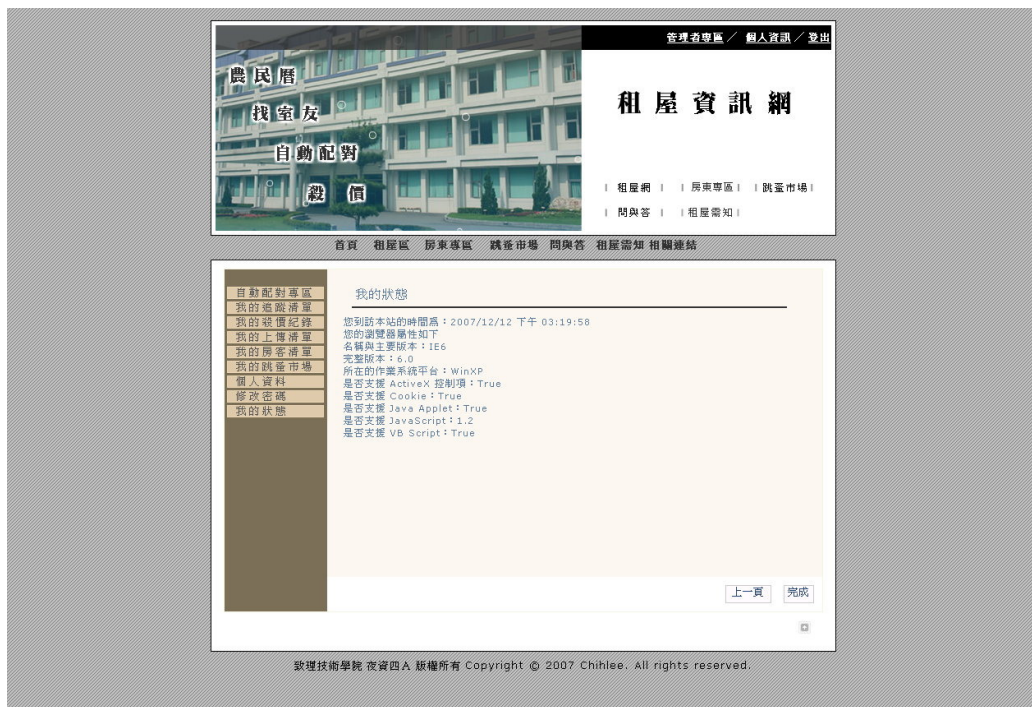 管理者專區／ 個人資訊／登出
農民曆
找室友
自動配對
殺 價
租屋資訊網
| 租屋網 | | 房東專區 | | 跳蚤市場 |
| 問與答 | | 租屋需知 |
首頁 租屋區 房東專區 跳蚤市場 問與答 租屋需知 相關連結
自動配對專區
我的追蹤清單
我的殺價紀錄
我的上傳清單
我的房客清單
我的跳蚤市場
個人資料
修改密碼
我的狀態
我的狀態
您到訪本站的時間為：2007/12/12 下午 03:19:58
您的瀏覽器屬性如下
名稱與主要版本：IE6
完整版本：6.0
所在的作業系統平台：WinXP
是否支援 ActiveX 控制項：True
是否支援 Cookie：True
是否支援 Java Applet：True
是否支援 JavaScript：1.2
是否支援 VB Script：True
上一頁 完成
致理技術學院 夜資四A 版權所有 Copyright © 2007 Chihlee. All rights reserved.